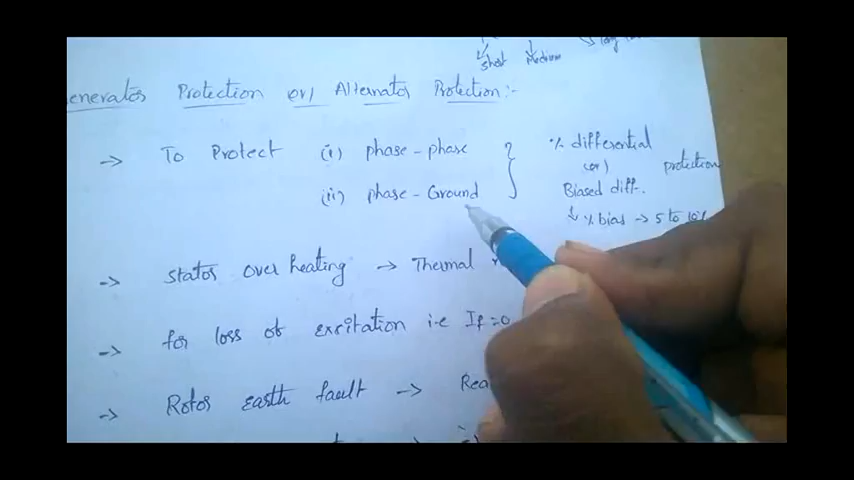 short Medium
enerator Protection or) Alternator Protection:-
→ To Protect (i) phase - phase
(ii) phase - Ground
% differential
(or) protection
Biased diff.
↓ % bias → 5 to 10%
→ Stator over heating → Thermal
→ for loss of excitation i.e If=0
→ Rotor earth fault → Rea